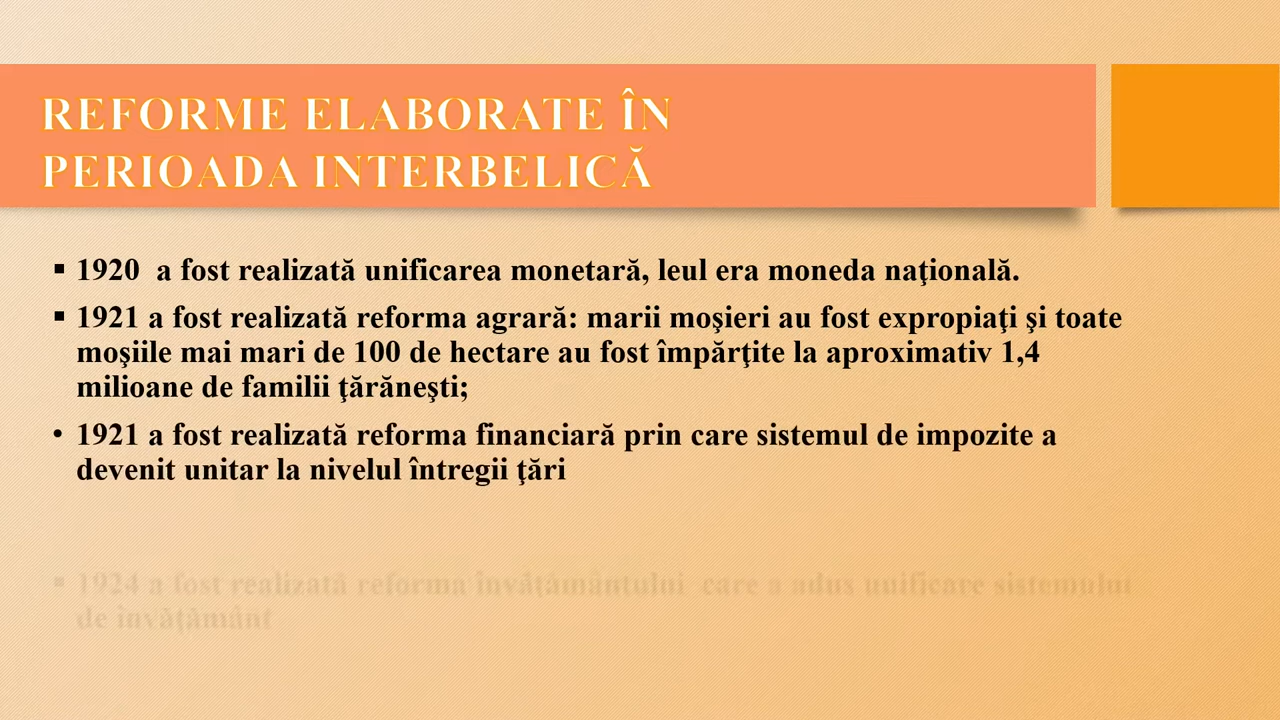 REFORME ELABORATE ÎN
PERIOADA INTERBELICĂ
▪ 1920  a fost realizată unificarea monetară, leul era moneda naţională.
▪ 1921 a fost realizată reforma agrară: marii moşieri au fost expropiaţi şi toate
moşiile mai mari de 100 de hectare au fost împărţite la aproximativ 1,4
milioane de familii ţărăneşti;
• 1921 a fost realizată reforma financiară prin care sistemul de impozite a
devenit unitar la nivelul întregii ţări
▪ 1924 a fost realizată reforma învăţământului  care a adus unificare sistemului
de învăţământ